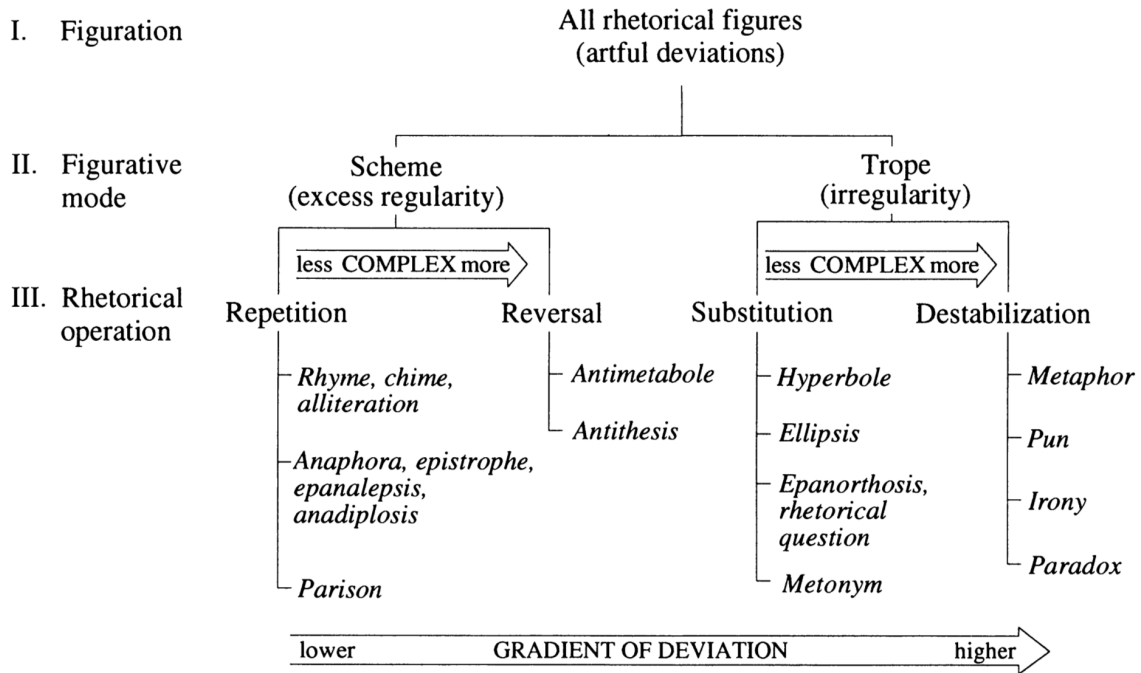 I. Figuration
All rhetorical figures
(artful deviations)
II. Figurative
mode
Scheme
(excess regularity)
Trope
(irregularity)
less COMPLEX more
less COMPLEX more
III. Rhetorical
operation
Repetition
Reversal
Substitution
Destabilization
Rhyme, chime,
alliteration
Anaphora, epistrophe,
epanalepsis,
anadiplosis
Parison
Antimetabole
Antithesis
Hyperbole
Ellipsis
Epanorthosis,
rhetorical
question
Metonym
Metaphor
Pun
Irony
Paradox
lower GRADIENT OF DEVIATION higher